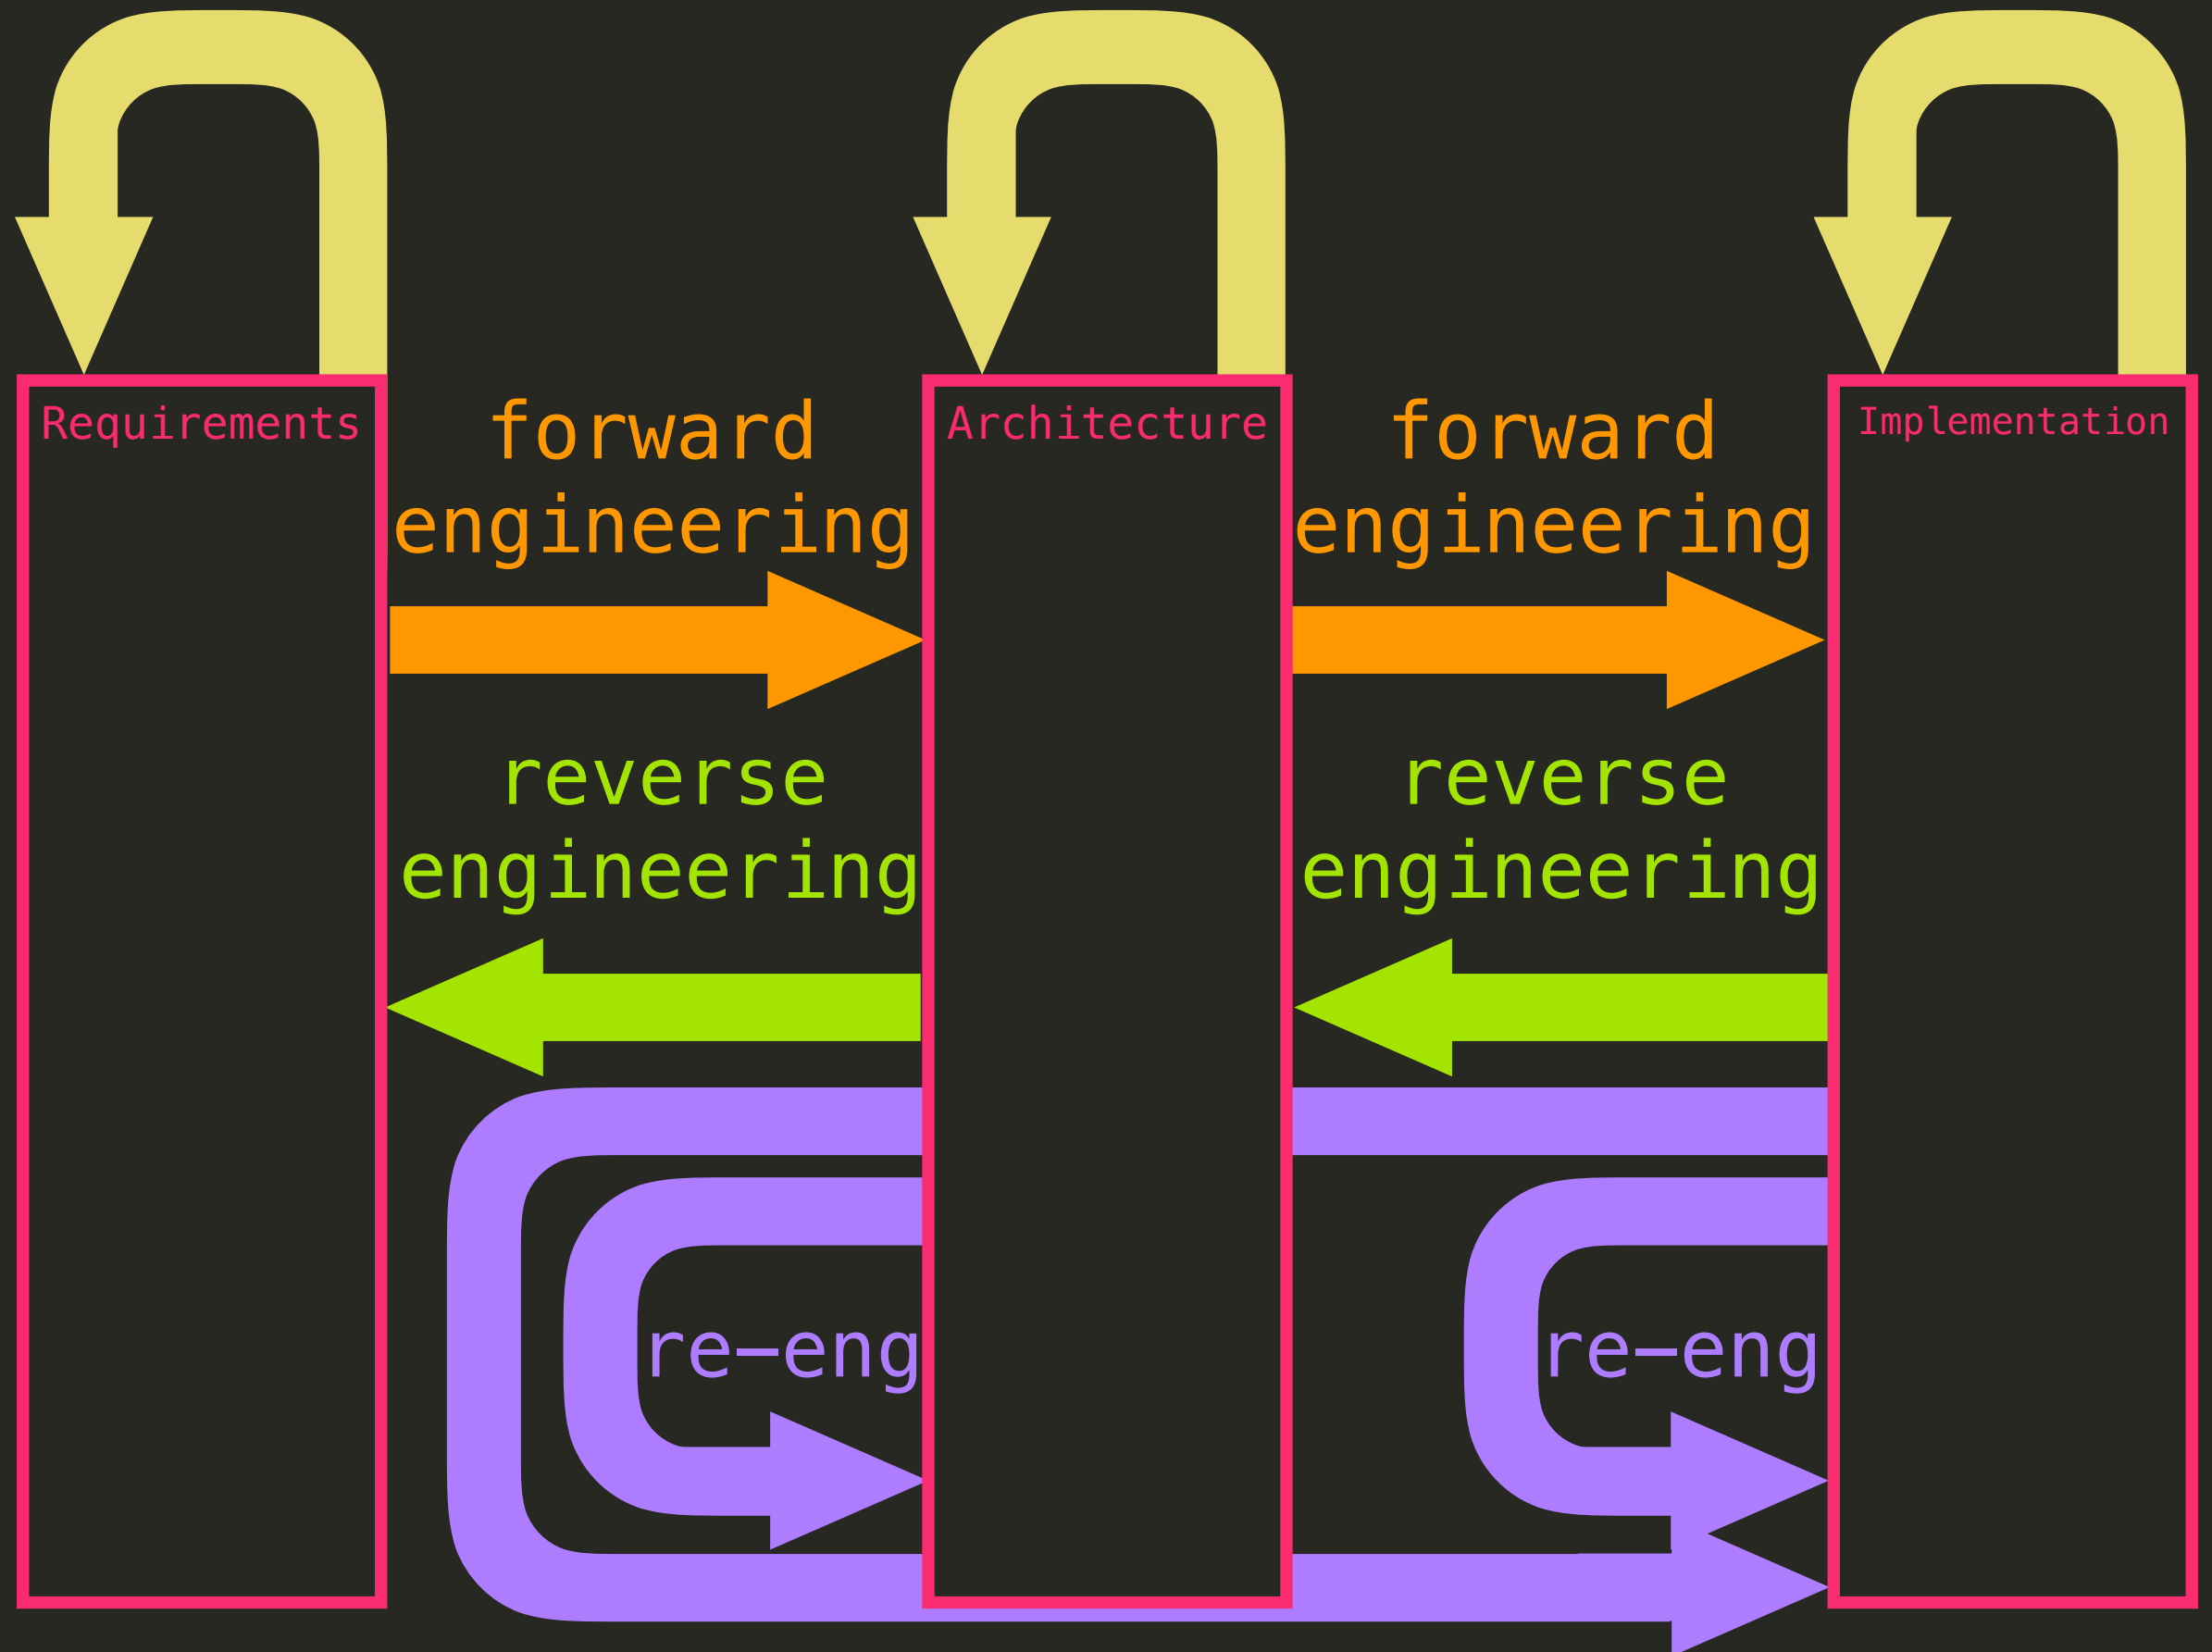 Requirements
forward
engineering
Architecture
forward
engineering
Implementation
reverse
engineering
reverse
engineering
re–eng
re–eng